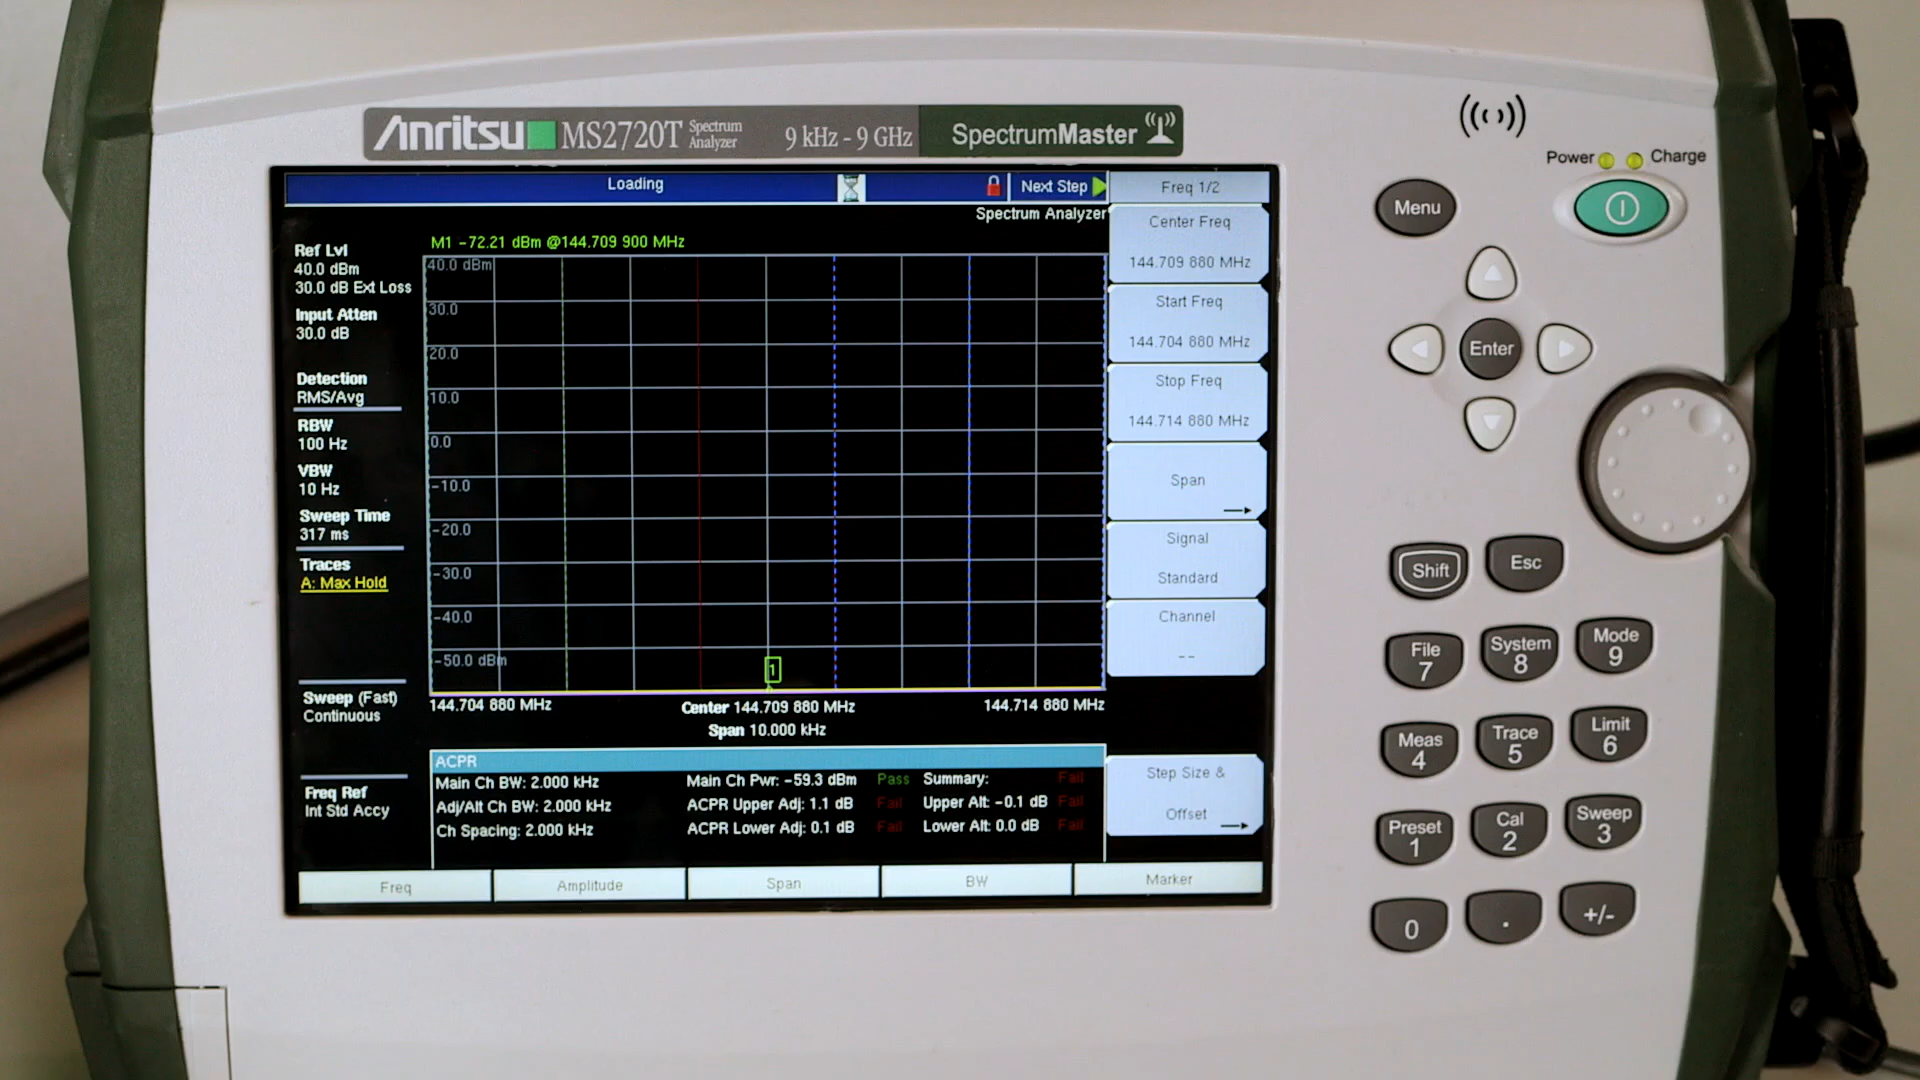 Anritsu MS2720T Spectrum Analyzer 9 kHz - 9 GHz SpectrumMaster
Power Charge
Loading
Next Step
Freq 1/2
Spectrum Analyzer
M1 -72.21 dBm @144.709 900 MHz
Ref Lvl
40.0 dBm
30.0 dB Ext Loss
Input Atten
30.0 dB
Detection
RMS/Avg
RBW
100 Hz
VBW
10 Hz
Sweep Time
317 ms
Traces
A: Max Hold
Sweep (Fast)
Continuous
Freq Ref
Int Std Accy
40.0 dBm
30.0
20.0
10.0
0.0
-10.0
-20.0
-30.0
-40.0
-50.0 dBm
1
144.704 880 MHz
Center 144.709 880 MHz
144.714 880 MHz
Span 10.000 kHz
ACPR
Main Ch BW: 2.000 kHz Main Ch Pwr: -59.3 dBm Pass Summary: Fail
Adj/Alt Ch BW: 2.000 kHz ACPR Upper Adj: 1.1 dB Fail Upper Alt: -0.1 dB Fail
Ch Spacing: 2.000 kHz ACPR Lower Adj: 0.1 dB Fail Lower Alt: 0.0 dB Fail
Center Freq
144.709 880 MHz
Start Freq
144.704 880 MHz
Stop Freq
144.714 880 MHz
Span
Signal
Standard
Channel
--
Step Size &
Offset
Freq Amplitude Span BW Marker
Menu
Enter
Shift Esc
File 7 System 8 Mode 9
Meas 4 Trace 5 Limit 6
Preset 1 Cal 2 Sweep 3
0 . +/-